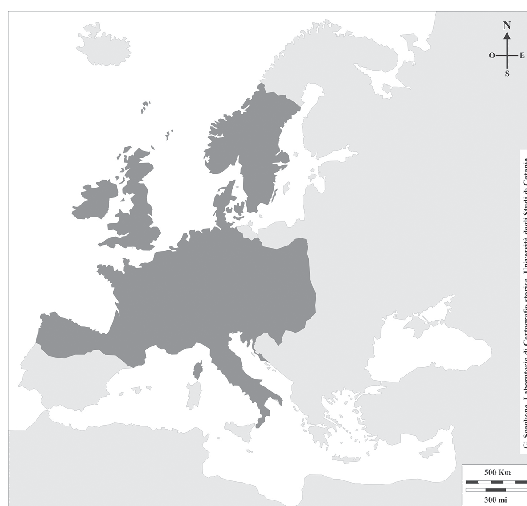 N
O E
S
Laboratorio di Cartografia storica, Università degli Studi di Catania
500 Km
300 mi